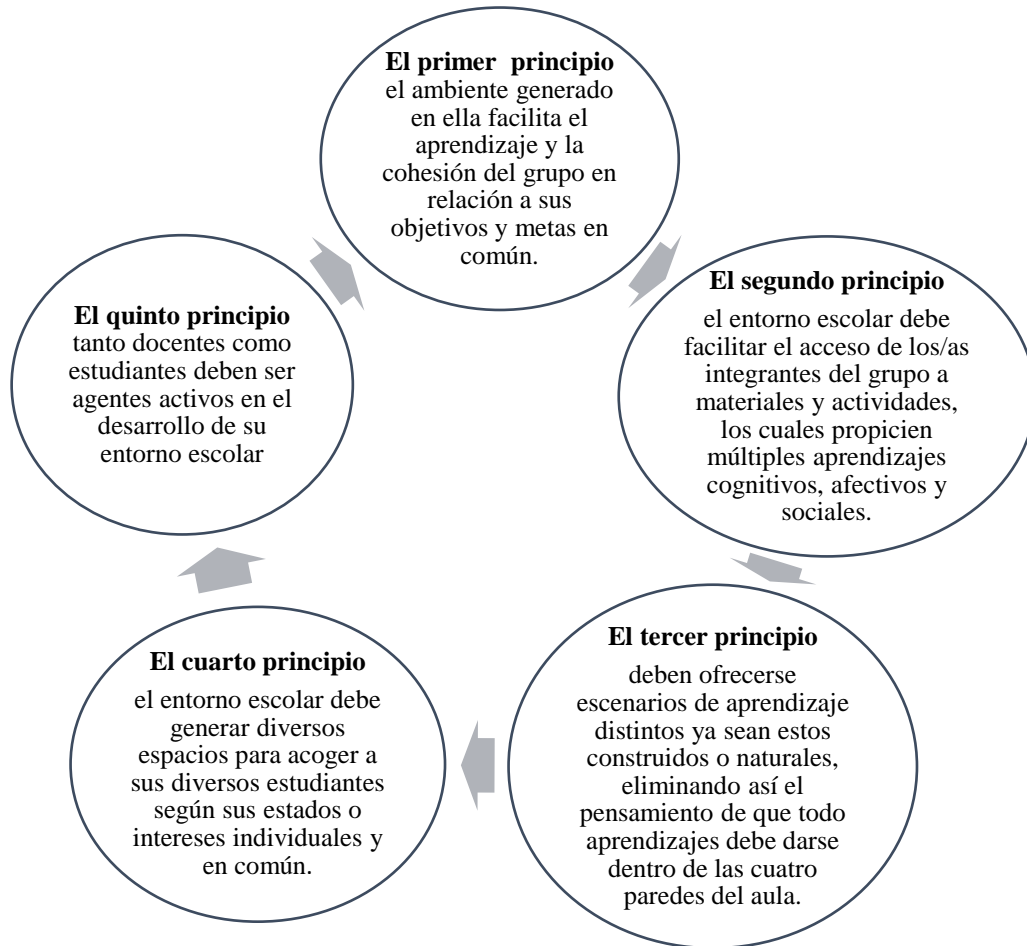 El primer principio
el ambiente generado
en ella facilita el
aprendizaje y la
cohesión del grupo en
relación a sus
objetivos y metas en
común.
El segundo principio
el entorno escolar debe
facilitar el acceso de los/as
integrantes del grupo a
materiales y actividades,
los cuales propicien
múltiples aprendizajes
cognitivos, afectivos y
sociales.
El tercer principio
deben ofrecerse
escenarios de aprendizaje
distintos ya sean estos
construidos o naturales,
eliminando así el
pensamiento de que todo
aprendizajes debe darse
dentro de las cuatro
paredes del aula.
El cuarto principio
el entorno escolar debe
generar diversos
espacios para acoger a
sus diversos estudiantes
según sus estados o
intereses individuales y
en común.
El quinto principio
tanto docentes como
estudiantes deben ser
agentes activos en el
desarrollo de su
entorno escolar